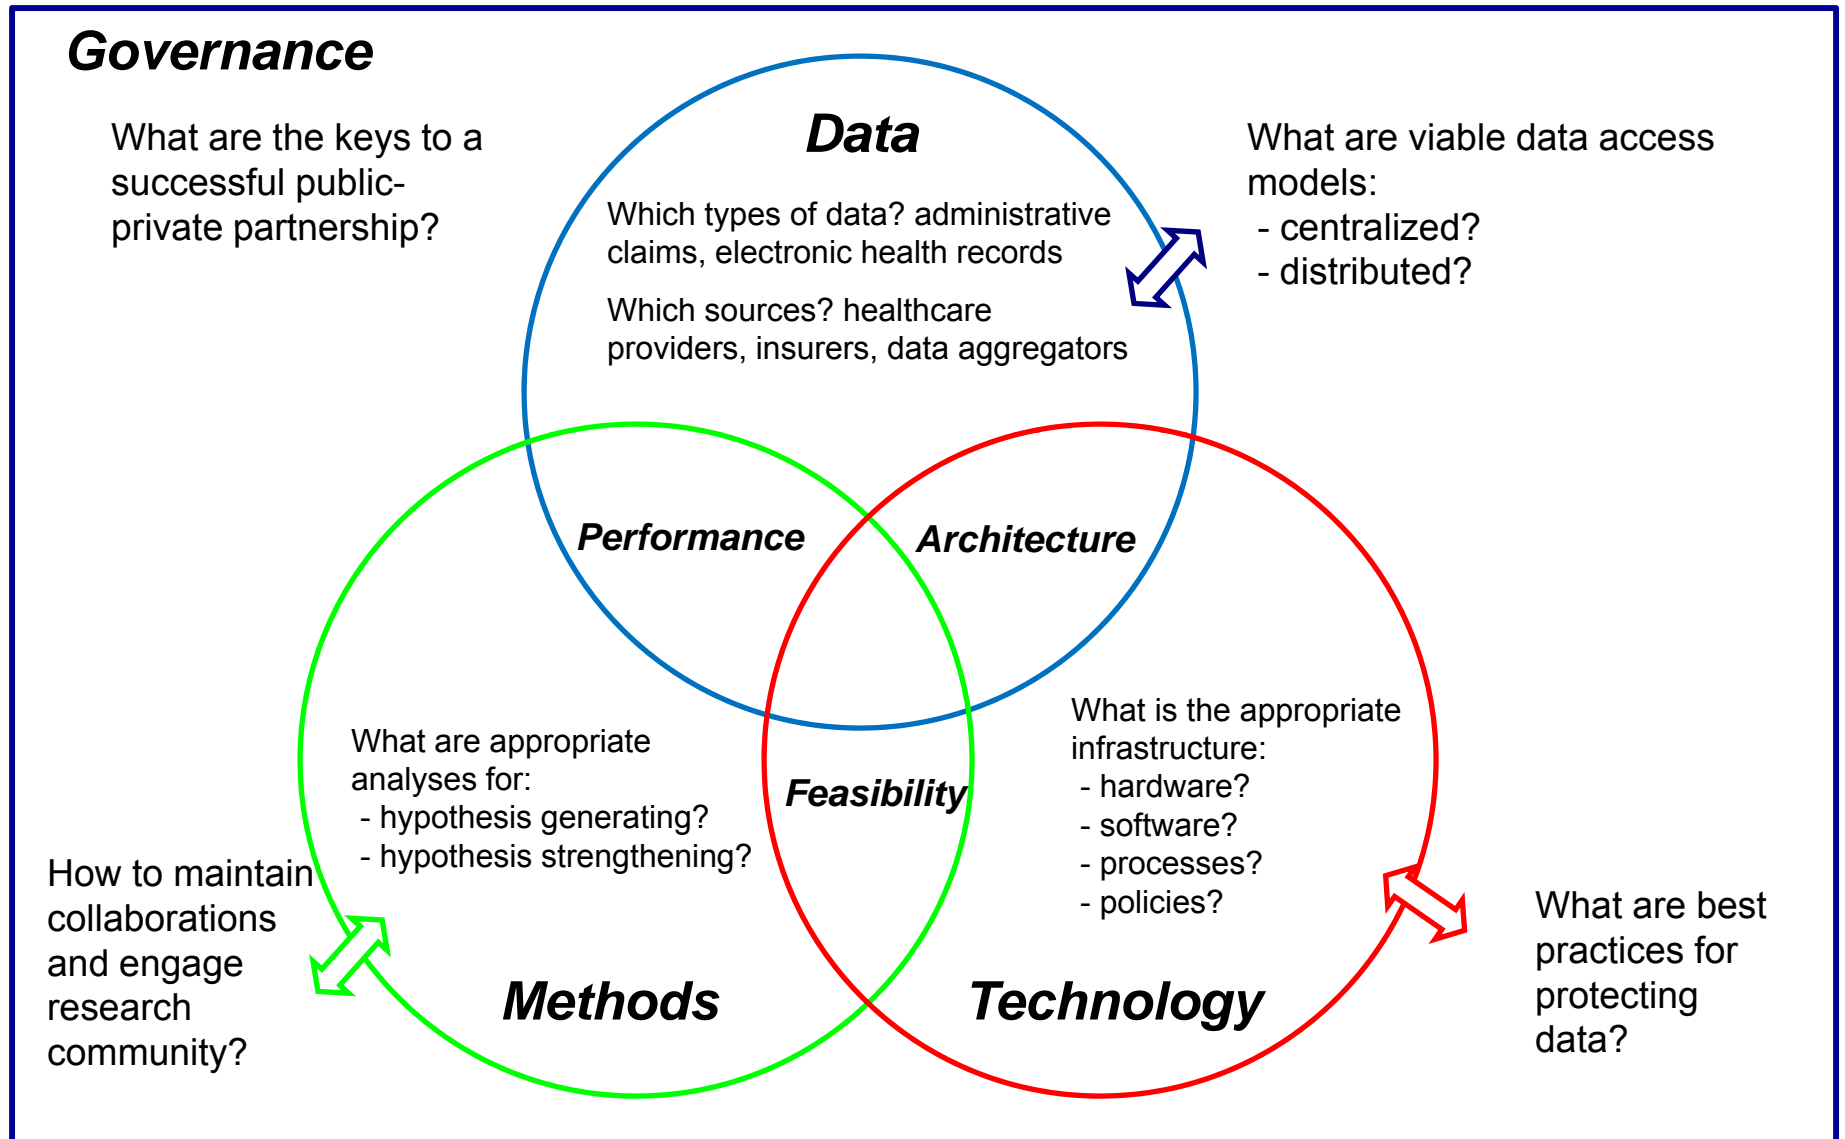 Governance
What are the keys to a
successful public-
private partnership?
Data
Which types of data? administrative
claims, electronic health records
Which sources? healthcare
providers, insurers, data aggregators
What are viable data access
models:
- centralized?
- distributed?
Performance
Architecture
Feasibility
What are appropriate
analyses for:
- hypothesis generating?
- hypothesis strengthening?
What is the appropriate
infrastructure:
- hardware?
- software?
- processes?
- policies?
How to maintain
collaborations
and engage
research
community?
Methods
Technology
What are best
practices for
protecting
data?